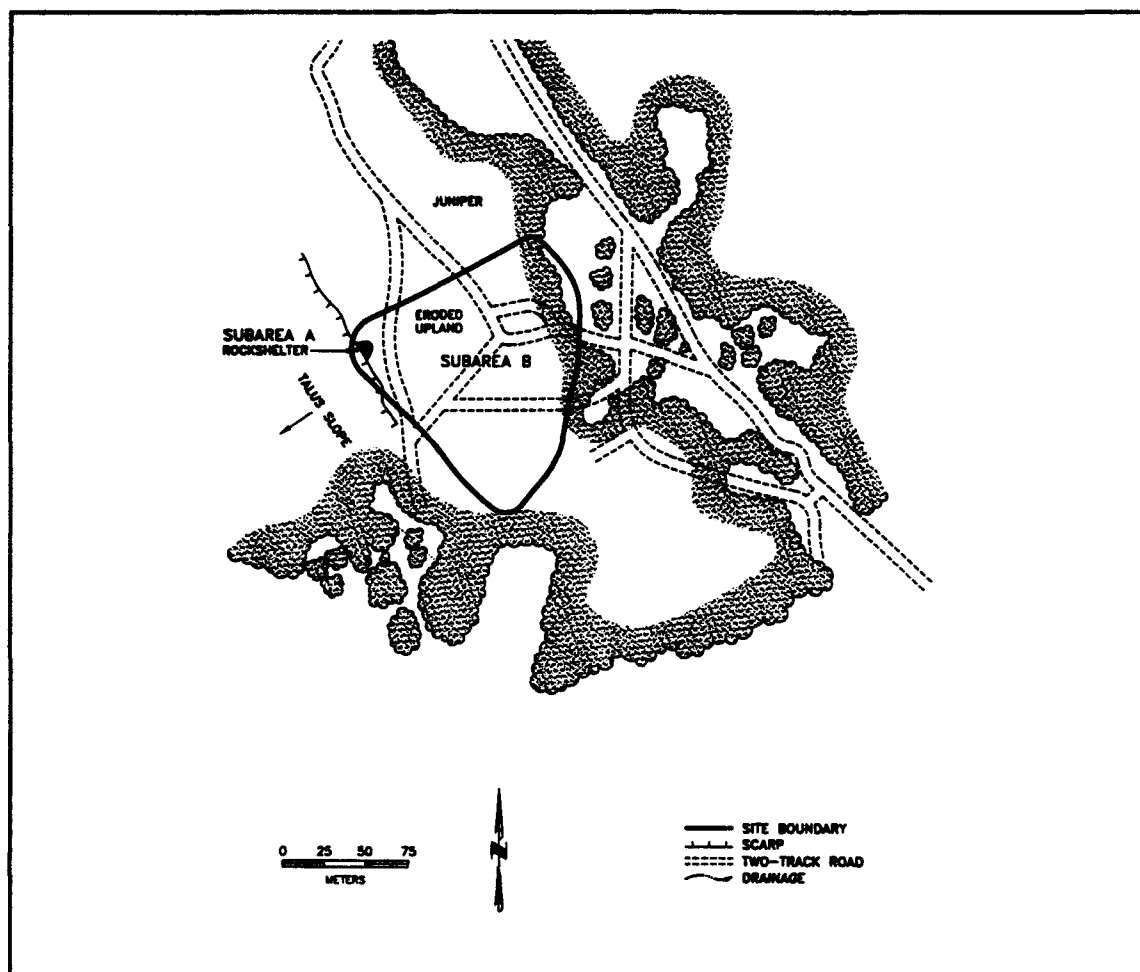 JUNIPER
ERODED
UPLAND
SUBAREA A
ROCKSHELTER
SUBAREA B
TALUS SLOPE
N
0 25 50 75
METERS
SITE BOUNDARY
SCARP
TWO-TRACK ROAD
DRAINAGE